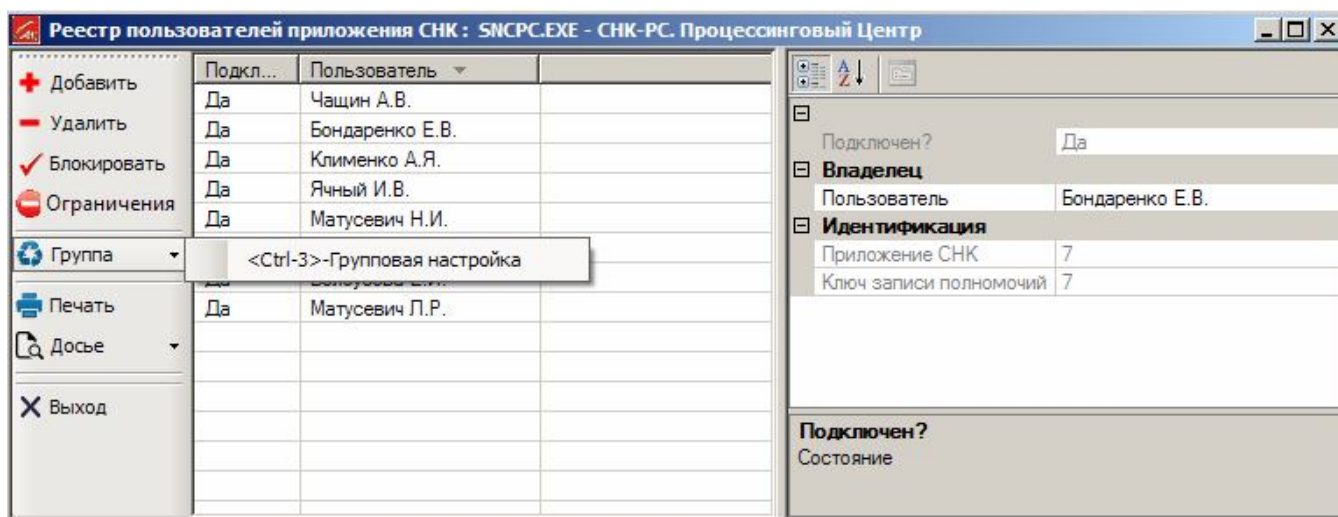 Реестр пользователей приложения СНК : SNCPC.EXE - СНК-РС. Процессинговый Центр
Добавить
Удалить
Блокировать
Ограничения
Группа
Печать
Досье
Выход
<Ctrl-3>-Групповая настройка
Подкл... Пользователь
Да Чащин А.В.
Да Бондаренко Е.В.
Да Клименко А.Я.
Да Ячный И.В.
Да Матусевич Н.И.
Да Матусевич Л.Р.
Подключен? Да
Владелец
Пользователь Бондаренко Е.В.
Идентификация
Приложение СНК 7
Ключ записи полномочий 7
Подключен?
Состояние